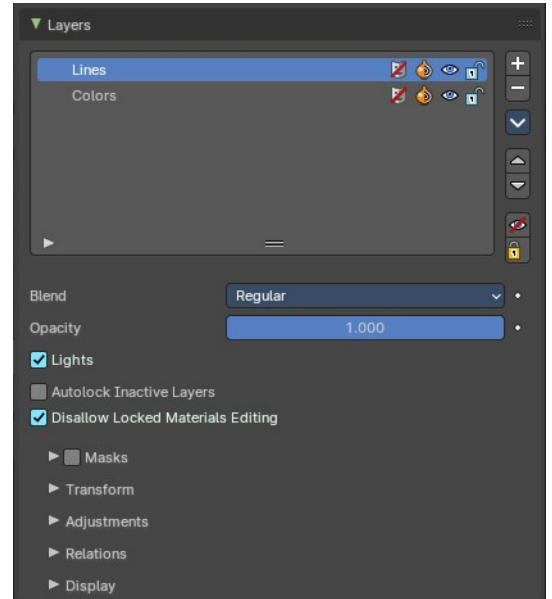 Layers
Lines
Colors
Blend Regular
Opacity 1.000
Lights
Autolock Inactive Layers
Disallow Locked Materials Editing
Masks
Transform
Adjustments
Relations
Display